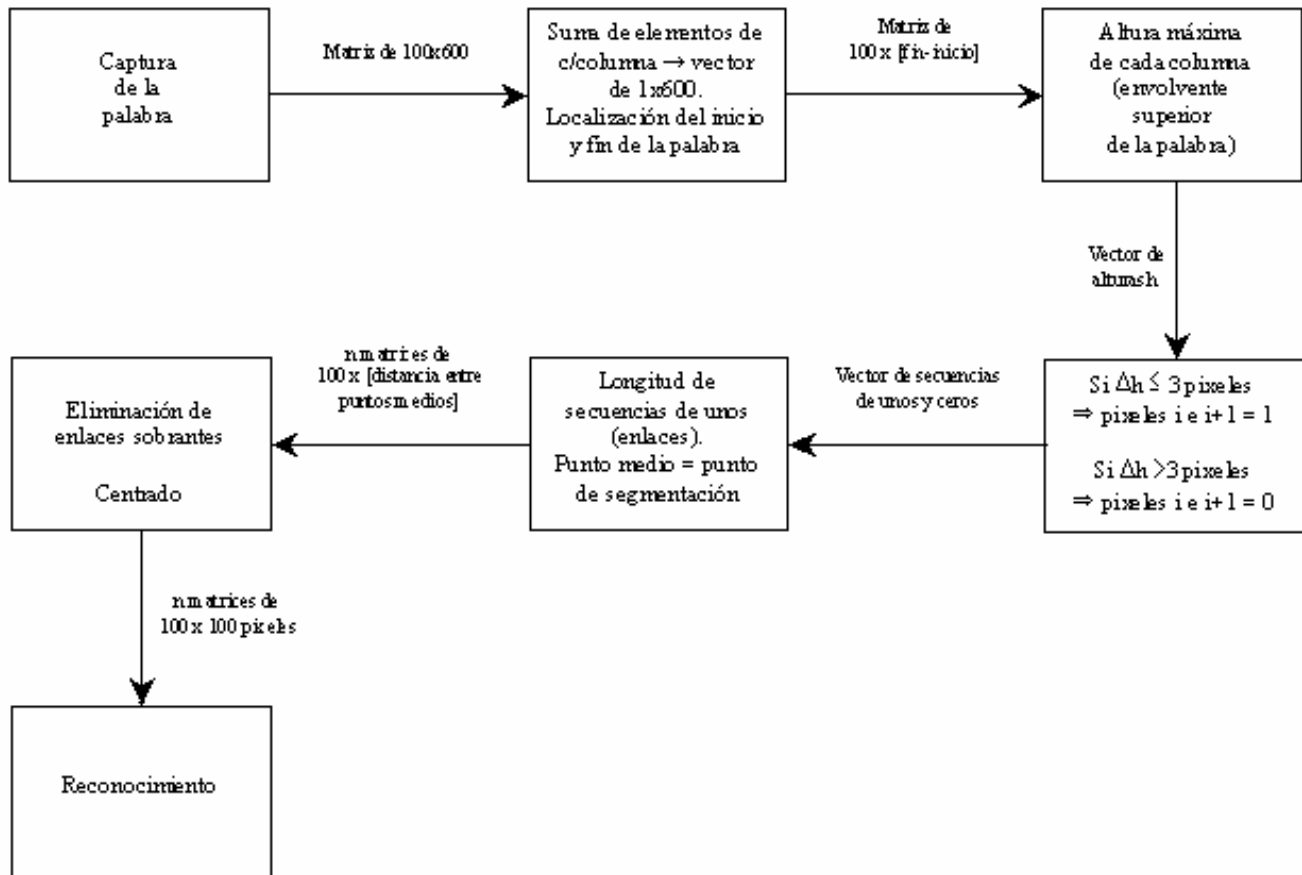 Captura
de la
palabra
Matriz de 100x600
Suma de elementos de
c/columna → vector
de 1x600.
Localización del inicio
y fin de la palabra
Matriz de
100 x [fin-inicio]
Altura máxima
de cada columna
(envolvente
superior
de la palabra)
Vector de
alturas h
Si Δh ≤ 3 pixeles
⇒ pixeles i e i+1 = 1
Si Δh >3 pixeles
⇒ pixeles i e i+1 = 0
Vector de secuencias
de unos y ceros
Longitud de
secuencias de unos
(enlaces).
Punto medio = punto
de segmentación
n matrices de
100 x [distancia entre
puntos medios]
Eliminación de
enlaces sobrantes
Centrado
n matrices de
100 x 100 pixeles
Reconocimiento